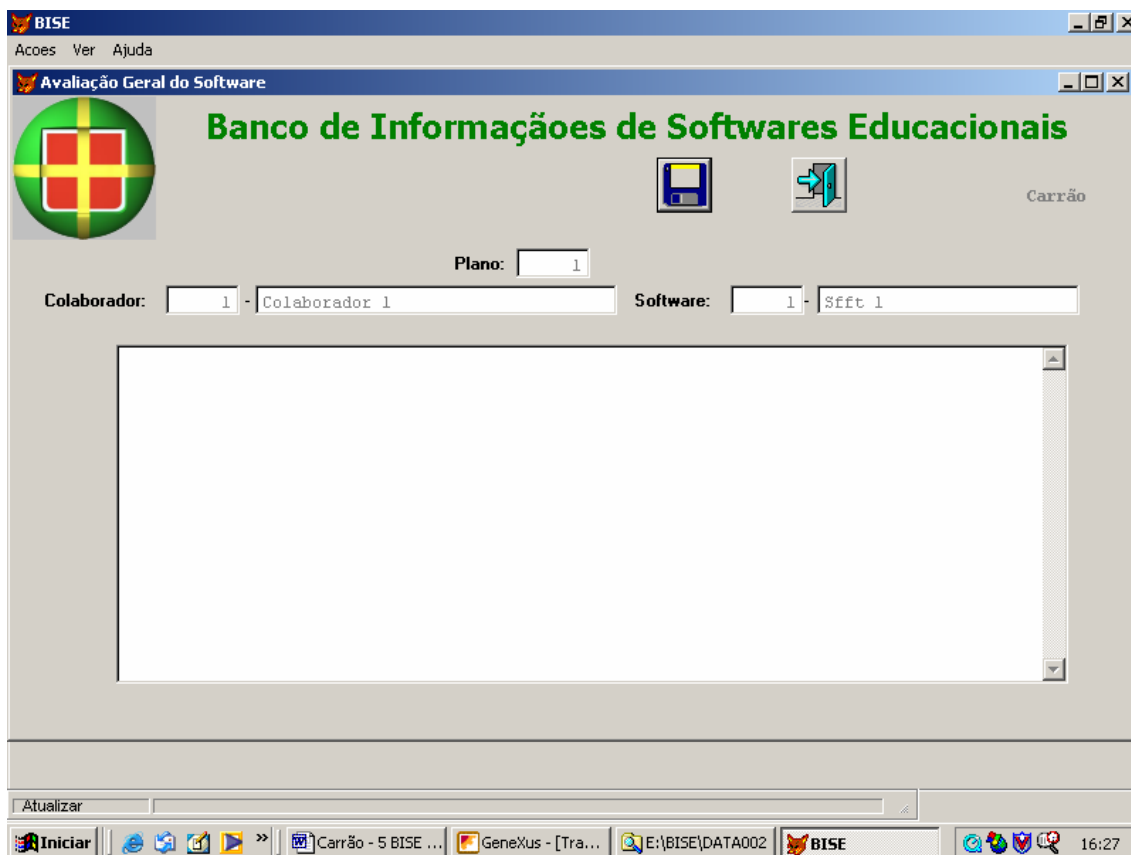 BISE
Acoes Ver Ajuda
Avaliação Geral do Software
Banco de Informaçãoes de Softwares Educacionais
Carrão
Plano: 1
Colaborador: 1 - Colaborador 1 Software: 1 - Sfft 1
Atualizar
Iniciar » Carrão - 5 BISE ... GeneXus - [Tra... E:\BISE\DATA002 BISE 16:27